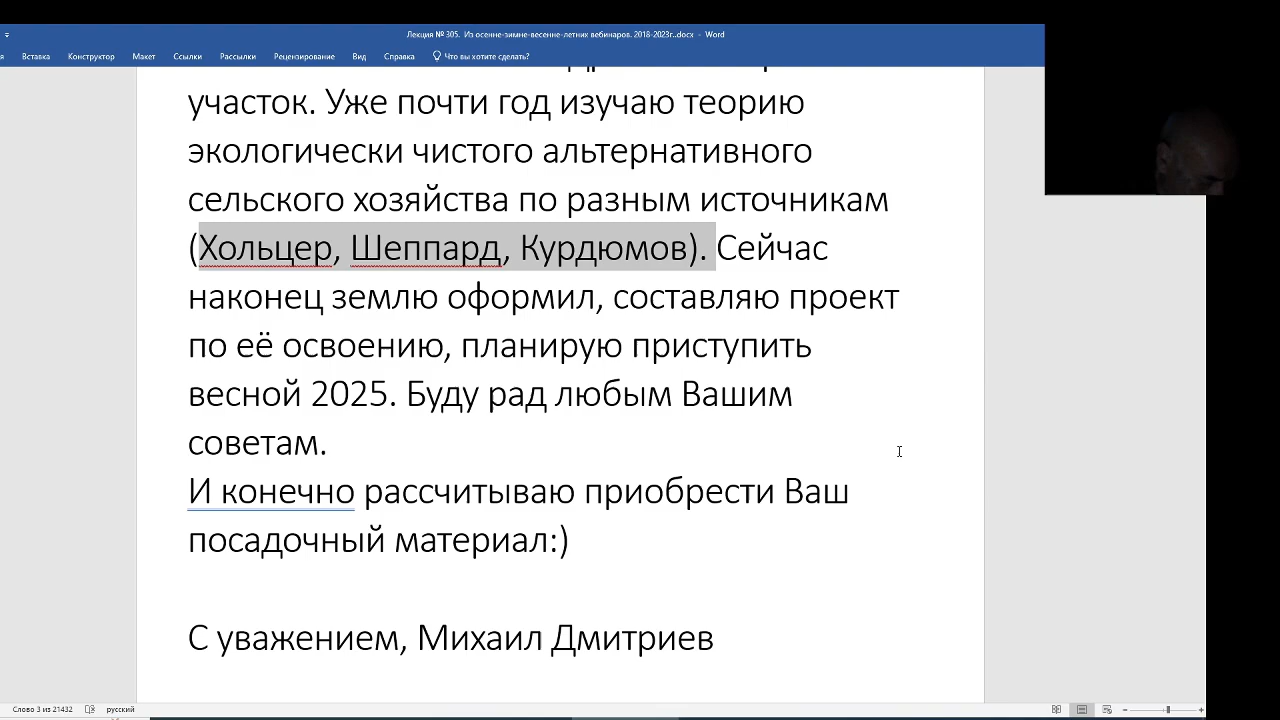 Лекция № 305. Из осенне-зимне-весенне-летних вебинаров. 2018-2023г..docx - Word
Вставка Конструктор Макет Ссылки Рассылки Рецензирование Вид Справка Что вы хотите сделать?
участок. Уже почти год изучаю теорию
экологически чистого альтернативного
сельского хозяйства по разным источникам
(Хольцер, Шеппард, Курдюмов). Сейчас
наконец землю оформил, составляю проект
по её освоению, планирую приступить
весной 2025. Буду рад любым Вашим
советам.
И конечно рассчитываю приобрести Ваш
посадочный материал:)
С уважением, Михаил Дмитриев
Слово 3 из 21432 русский